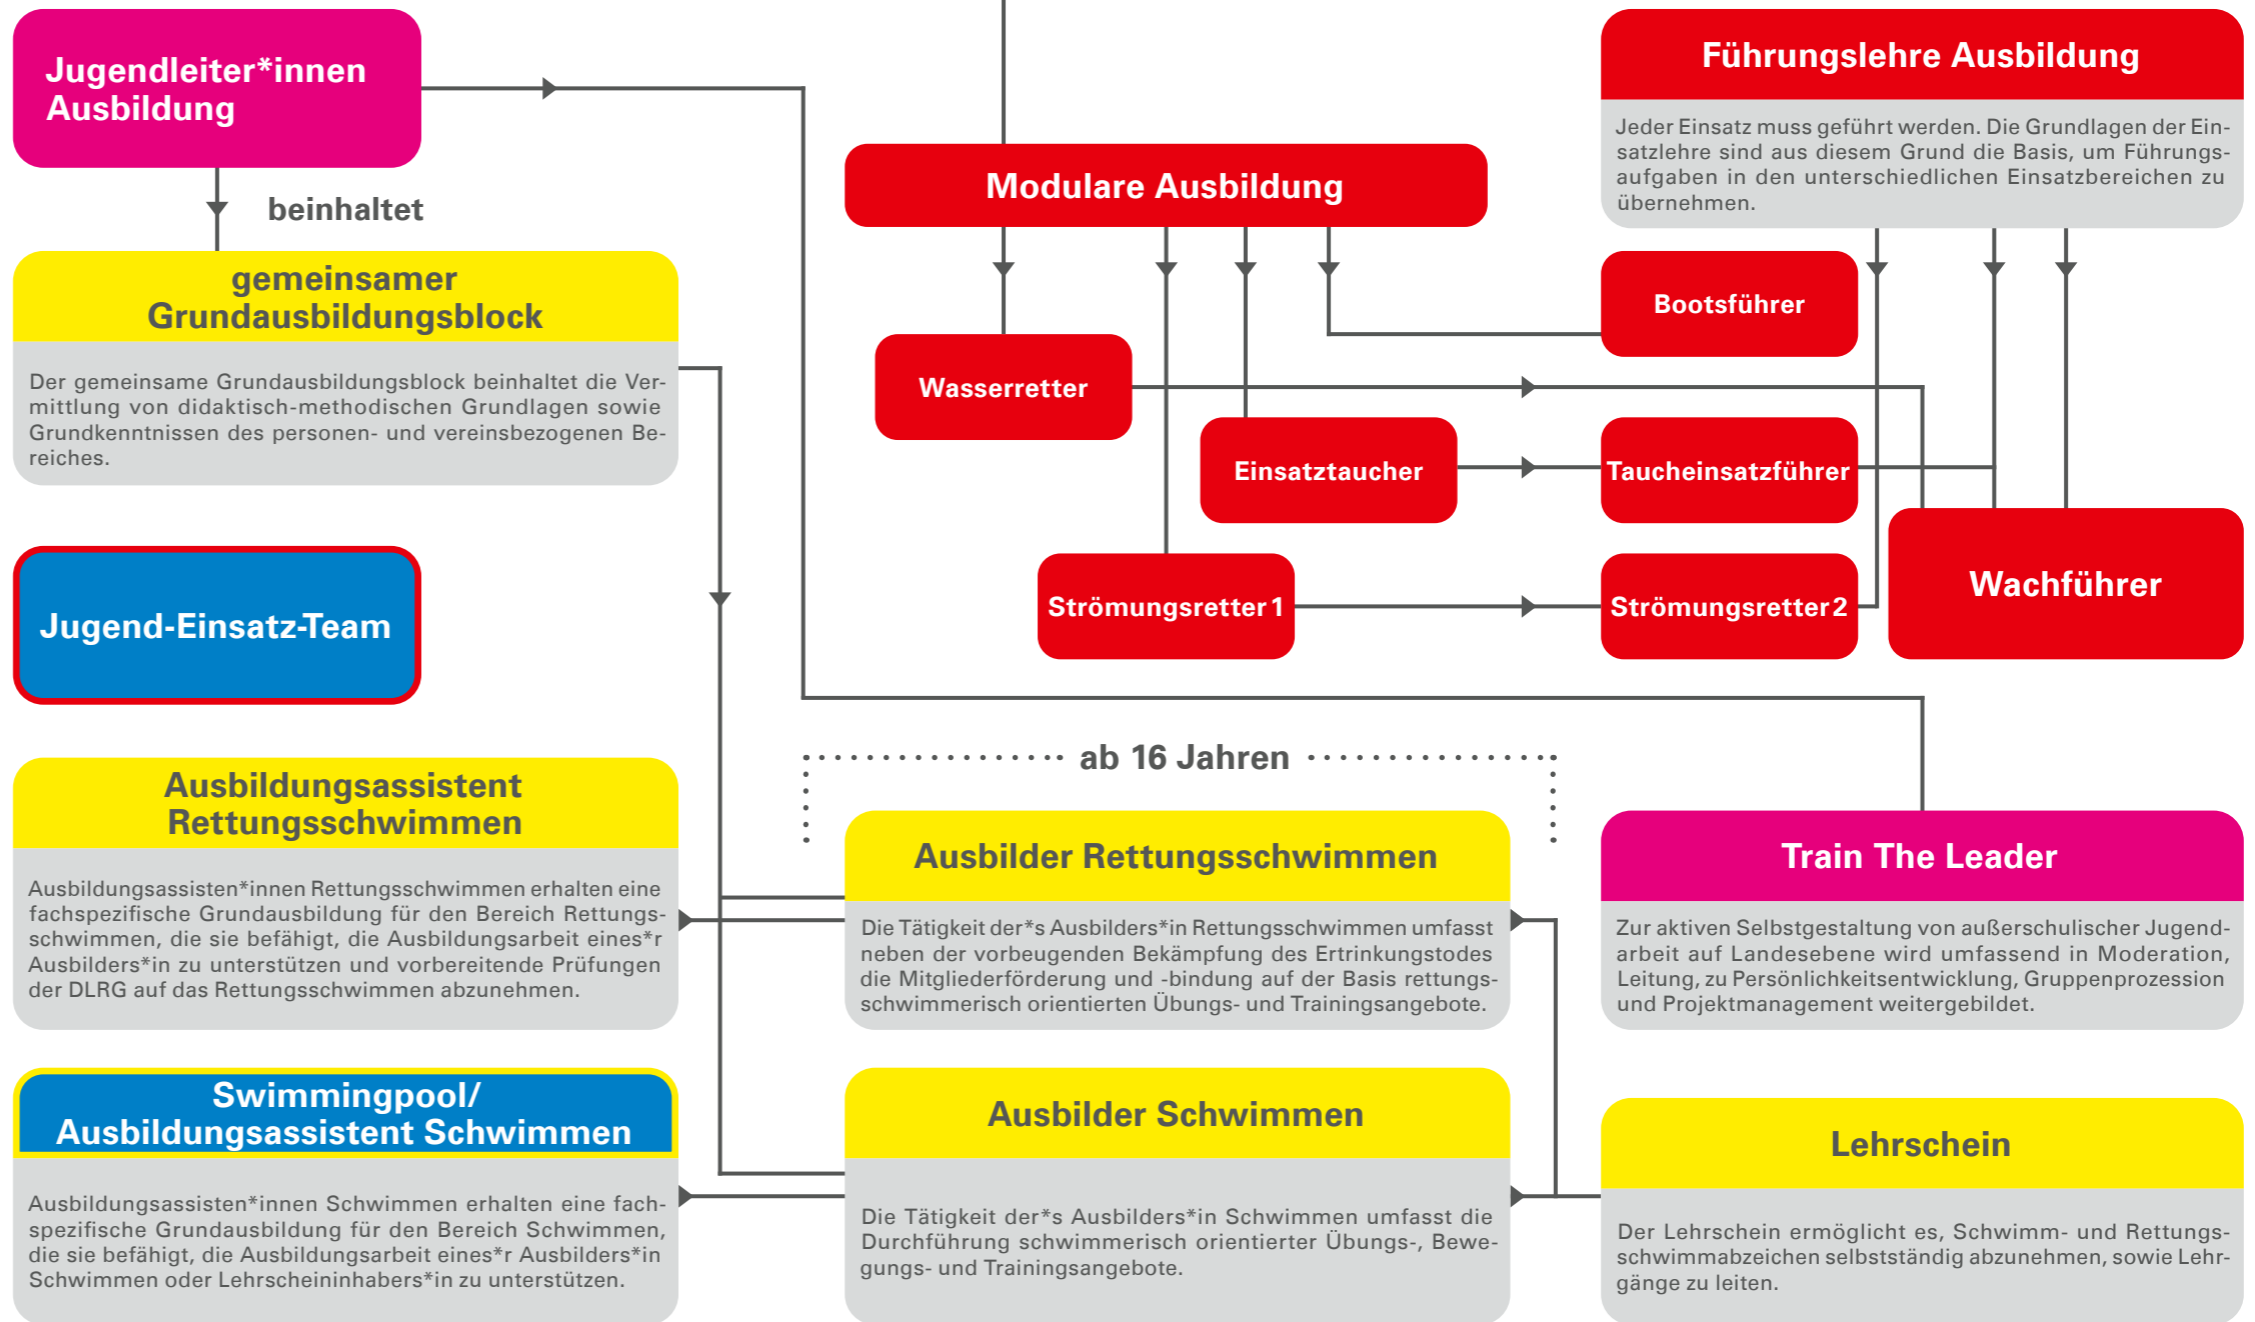 Jugendleiter*innen
Ausbildung
beinhaltet
gemeinsamer
Grundausbildungsblock
Der gemeinsame Grundausbildungsblock beinhaltet die Ver-
mittlung von didaktisch-methodischen Grundlagen sowie
Grundkenntnissen des personen- und vereinsbezogenen Be-
reiches.
Jugend-Einsatz-Team
Führungslehre Ausbildung
Jeder Einsatz muss geführt werden. Die Grundlagen der Ein-
satzlehre sind aus diesem Grund die Basis, um Führungs-
aufgaben in den unterschiedlichen Einsatzbereichen zu
übernehmen.
Modulare Ausbildung
Bootsführer
Wasserretter
Einsatztaucher
Taucheinsatzführer
Strömungsretter 1
Strömungsretter 2
Wachführer
ab 16 Jahren
Ausbildungsassistent
Rettungsschwimmen
Ausbildungsassisten*innen Rettungsschwimmen erhalten eine
fachspezifische Grundausbildung für den Bereich Rettungs-
schwimmen, die sie befähigt, die Ausbildungsarbeit eines*r
Ausbilders*in zu unterstützen und vorbereitende Prüfungen
der DLRG auf das Rettungsschwimmen abzunehmen.
Ausbilder Rettungsschwimmen
Die Tätigkeit der*s Ausbilders*in Rettungsschwimmen umfasst
neben der vorbeugenden Bekämpfung des Ertrinkungstodes
die Mitgliederförderung und -bindung auf der Basis rettungs-
schwimmerisch orientierten Übungs- und Trainingsangebote.
Train The Leader
Zur aktiven Selbstgestaltung von außerschulischer Jugend-
arbeit auf Landesebene wird umfassend in Moderation,
Leitung, zu Persönlichkeitsentwicklung, Gruppenprozession
und Projektmanagement weitergebildet.
Swimmingpool/
Ausbildungsassistent Schwimmen
Ausbildungsassisten*innen Schwimmen erhalten eine fach-
spezifische Grundausbildung für den Bereich Schwimmen,
die sie befähigt, die Ausbildungsarbeit eines*r Ausbilders*in
Schwimmen oder Lehrscheininhabers*in zu unterstützen.
Ausbilder Schwimmen
Die Tätigkeit der*s Ausbilders*in Schwimmen umfasst die
Durchführung schwimmerisch orientierter Übungs-, Bewe-
gungs- und Trainingsangebote.
Lehrschein
Der Lehrschein ermöglicht es, Schwimm- und Rettungs-
schwimmabzeichen selbstständig abzunehmen, sowie Lehr-
gänge zu leiten.